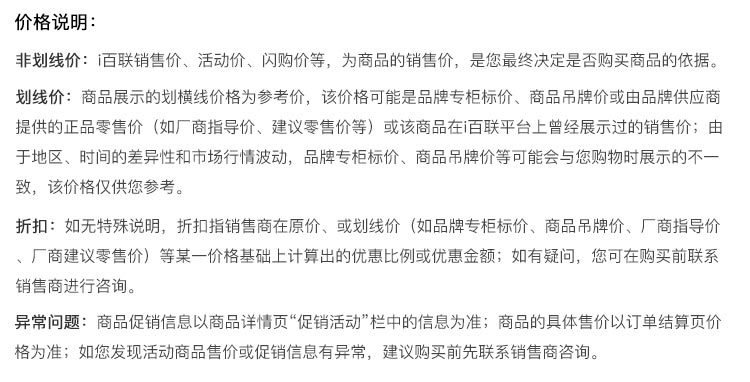 价格说明：
非划线价：i百联销售价、活动价、闪购价等，为商品的销售价，是您最终决定是否购买商品的依据。
划线价：商品展示的划横线价格为参考价，该价格可能是品牌专柜标价、商品吊牌价或由品牌供应商
提供的正品零售价（如厂商指导价、建议零售价等）或该商品在i百联平台上曾经展示过的销售价；由
于地区、时间的差异性和市场行情波动，品牌专柜标价、商品吊牌价等可能会与您购物时展示的不一
致，该价格仅供您参考。
折扣：如无特殊说明，折扣指销售商在原价、或划线价（如品牌专柜标价、商品吊牌价、厂商指导价
、厂商建议零售价）等某一价格基础上计算出的优惠比例或优惠金额；如有疑问，您可在购买前联系
销售商进行咨询。
异常问题：商品促销信息以商品详情页“促销活动”栏中的信息为准；商品的具体售价以订单结算页价
格为准；如您发现活动商品售价或促销信息有异常，建议购买前先联系销售商咨询。